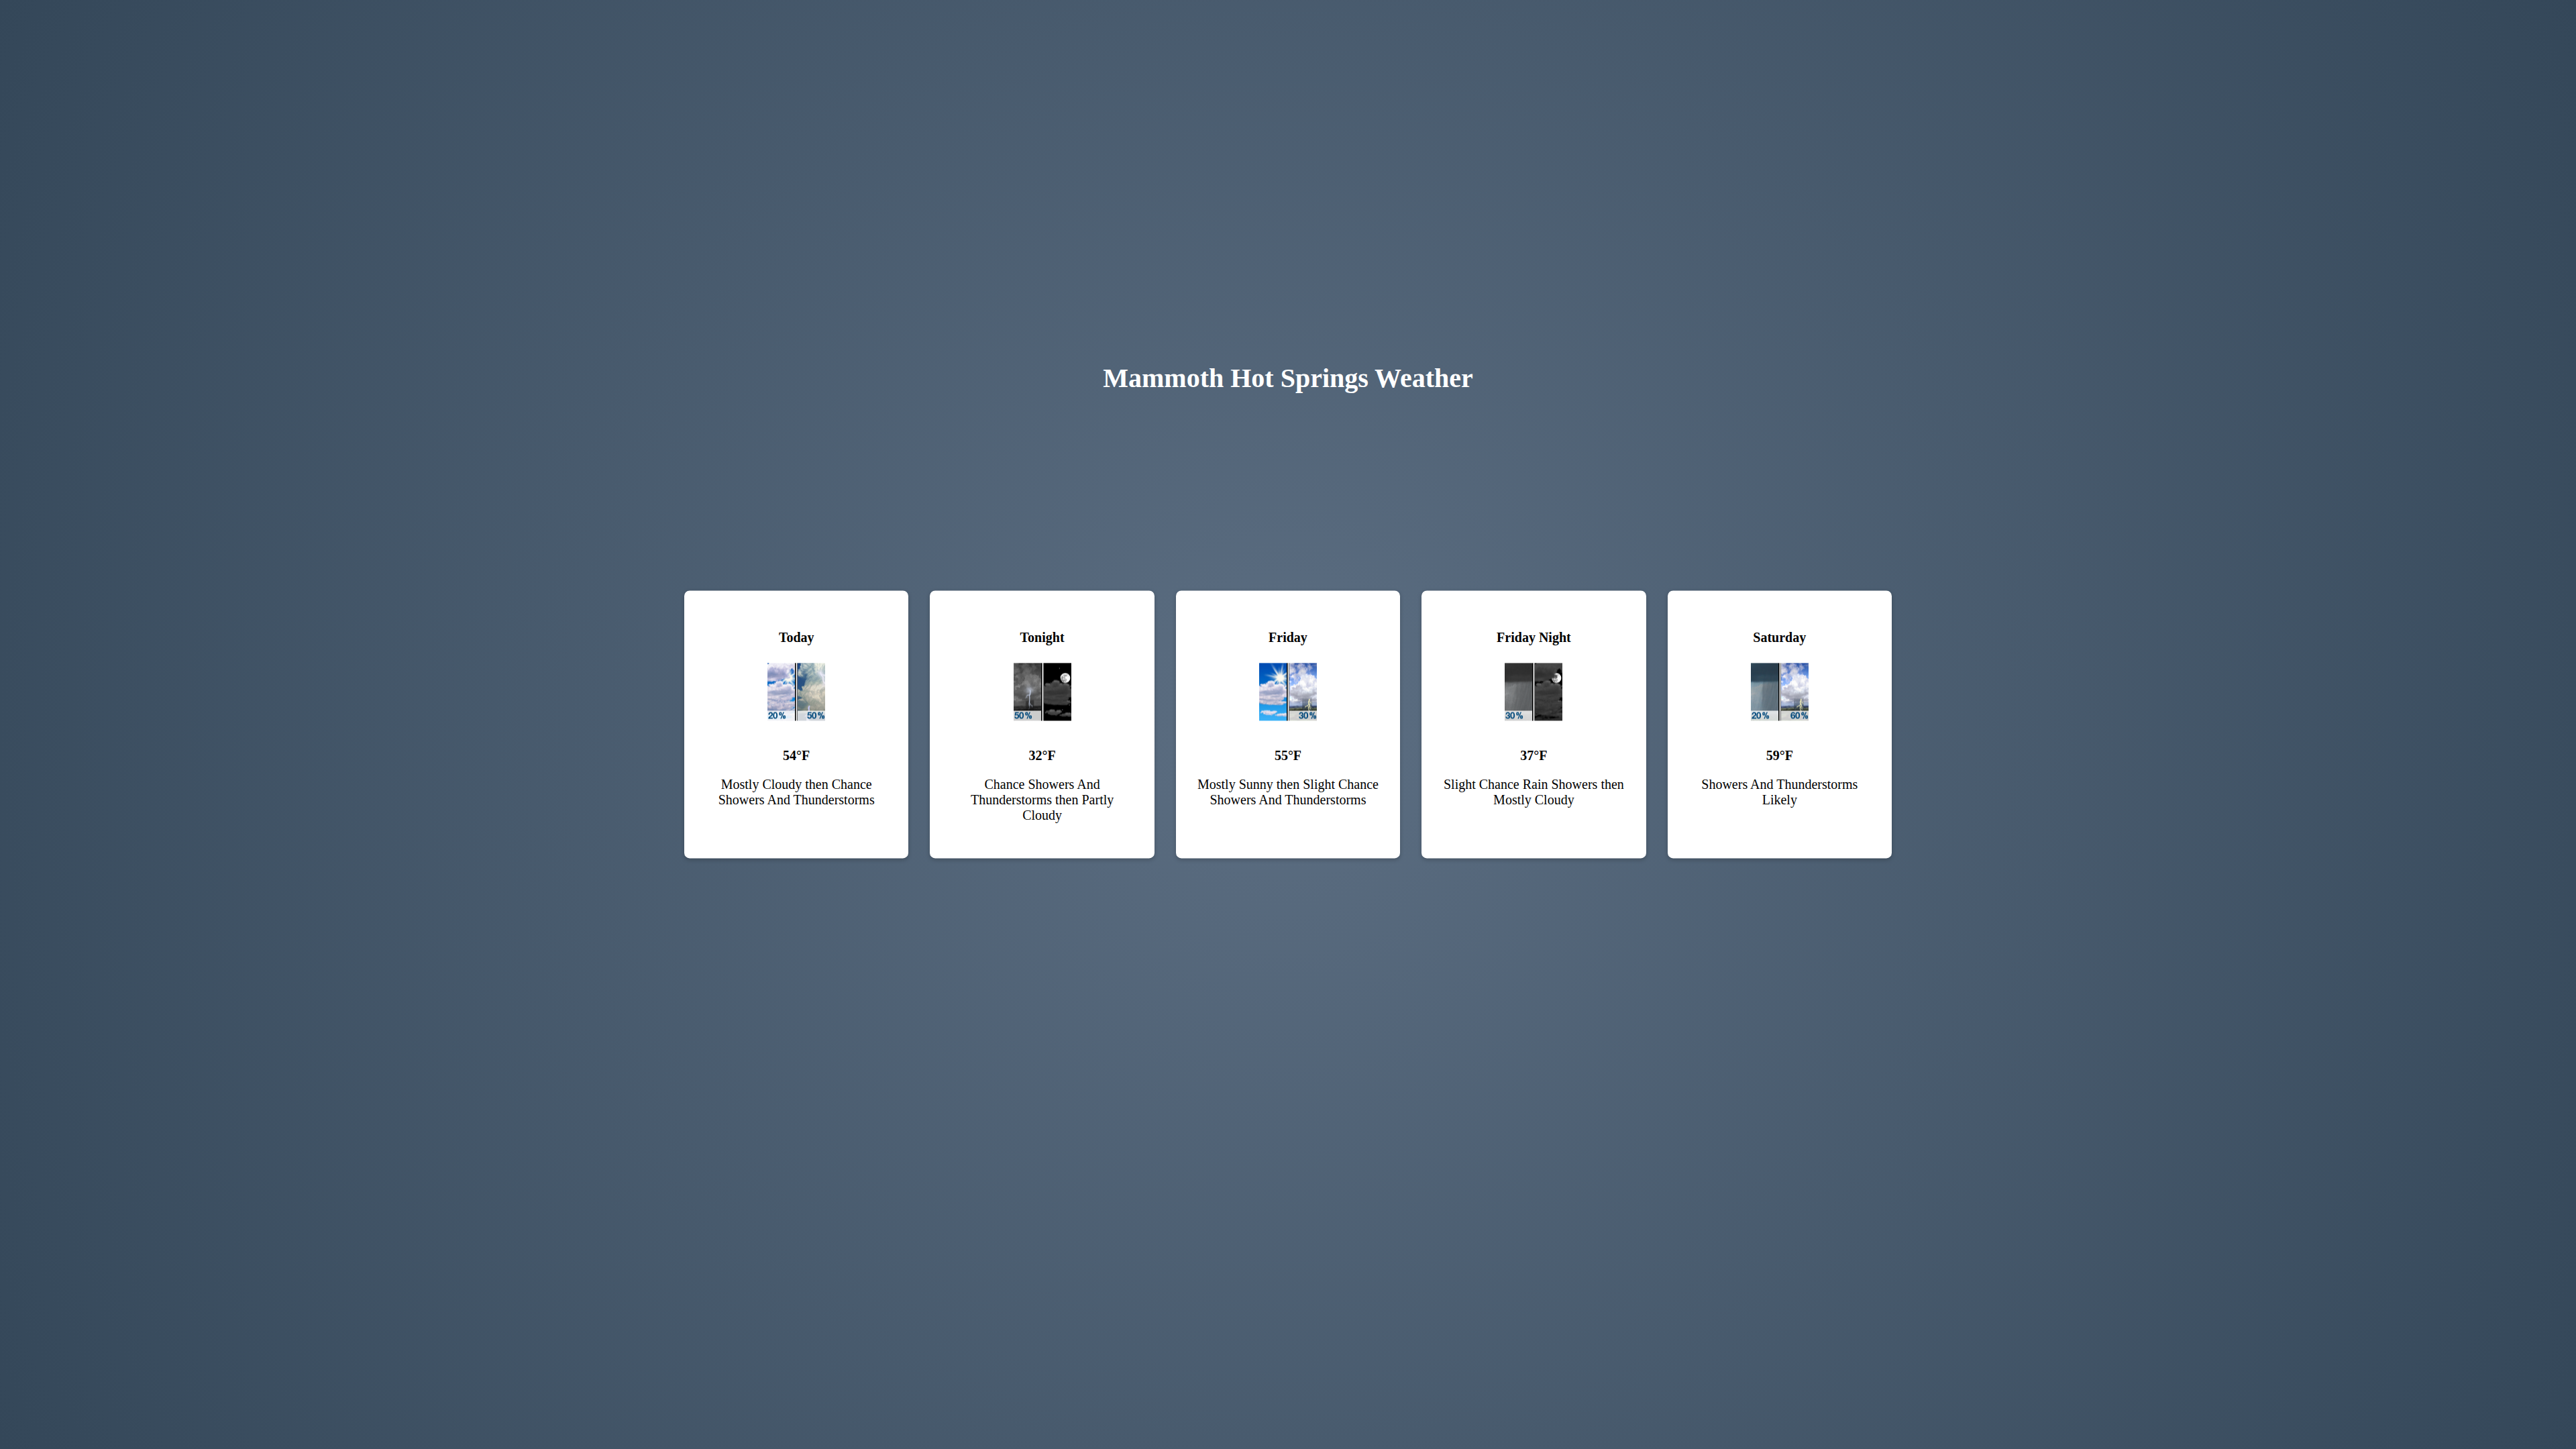 Mammoth Hot Springs Weather
Today
20% 50%
54°F
Mostly Cloudy then Chance
Showers And Thunderstorms
Tonight
50%
32°F
Chance Showers And
Thunderstorms then Partly
Cloudy
Friday
30%
55°F
Mostly Sunny then Slight Chance
Showers And Thunderstorms
Friday Night
30%
37°F
Slight Chance Rain Showers then
Mostly Cloudy
Saturday
20% 60%
59°F
Showers And Thunderstorms
Likely